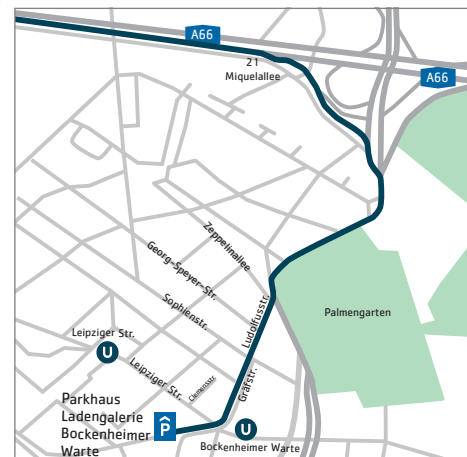 A66
21
Miquelallee
A66
Zeppelinallee
Georg-Speyer-Str.
Sophienstr.
Ludolfusstr.
Palmengarten
Leipziger Str.
U
Leipziger Str.
Clemensstr.
Gräfstr.
Parkhaus
Ladengalerie
Bockenheimer
Warte
P
U
Bockenheimer Warte